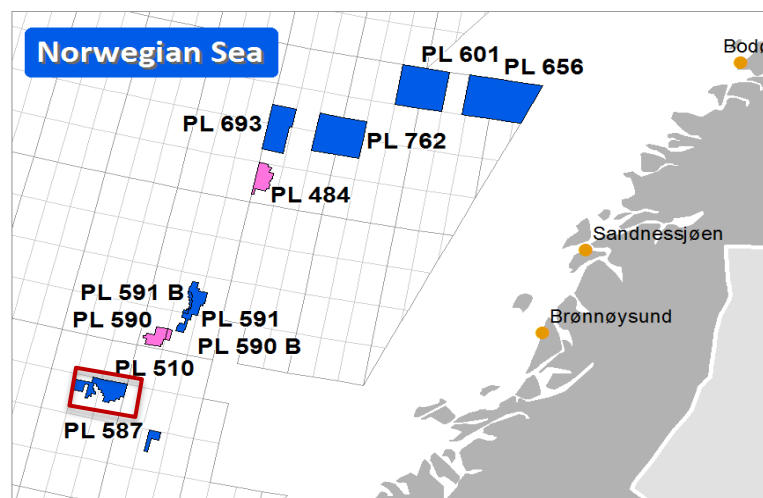 Norwegian Sea
PL 601
PL 656
Bodø
PL 693
PL 762
PL 484
Sandnessjøen
PL 591 B
PL 590
PL 591
Brønnøysund
PL 590 B
PL 510
PL 587